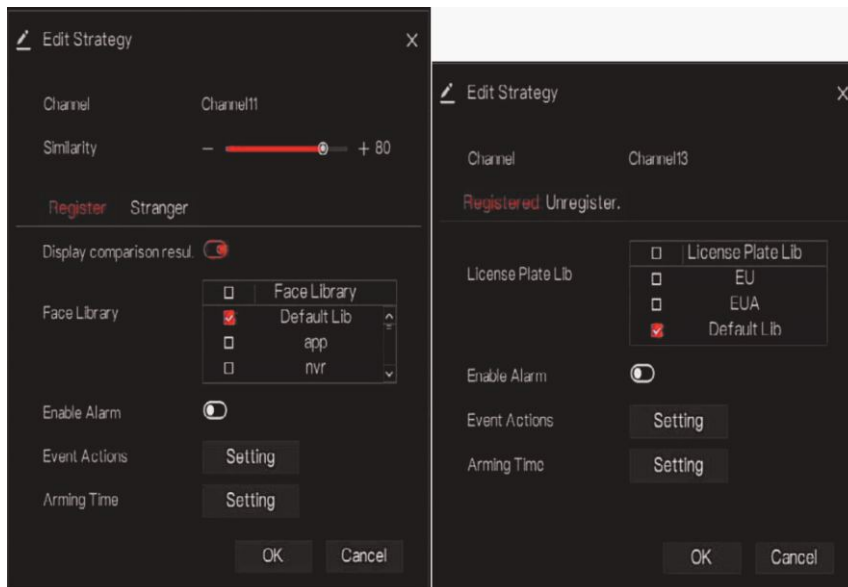 Edit Strategy X
Channel Channel11
Similarity − + 80
Register Stranger
Display comparison resul.
Face Library
Face Library
Default Lib
app
nvr
Enable Alarm
Event Actions Setting
Arming Time Setting
OK Cancel
Edit Strategy X
Channel Channel13
Registered Unregister.
License Plate Lib
License Plate Lib
EU
EUA
Default Lib
Enable Alarm
Event Actions Setting
Arming Time Setting
OK Cancel